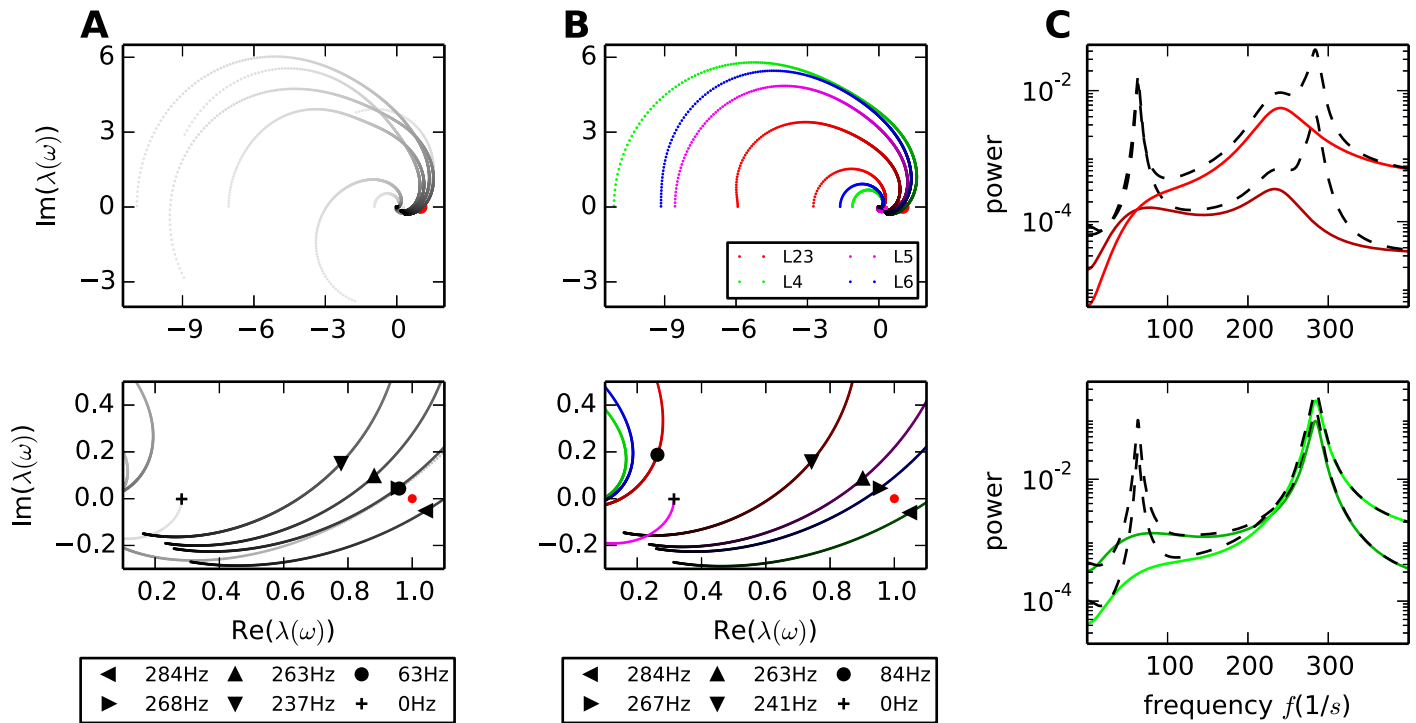 A
B
C
6
3
0
−3
−9
−6
−3
0
Im(λ(ω))
6
3
0
−3
−9
−6
−3
0
L23
L4
L5
L6
10⁻²
10⁻⁴
power
100
200
300
0.4
0.2
0.0
−0.2
0.2
0.4
0.6
0.8
1.0
Im(λ(ω))
Re(λ(ω))
0.4
0.2
0.0
−0.2
0.2
0.4
0.6
0.8
1.0
Re(λ(ω))
10⁻²
10⁻⁴
power
100
200
300
frequency f(1/s)
284Hz
263Hz
63Hz
268Hz
237Hz
0Hz
284Hz
263Hz
84Hz
267Hz
241Hz
0Hz